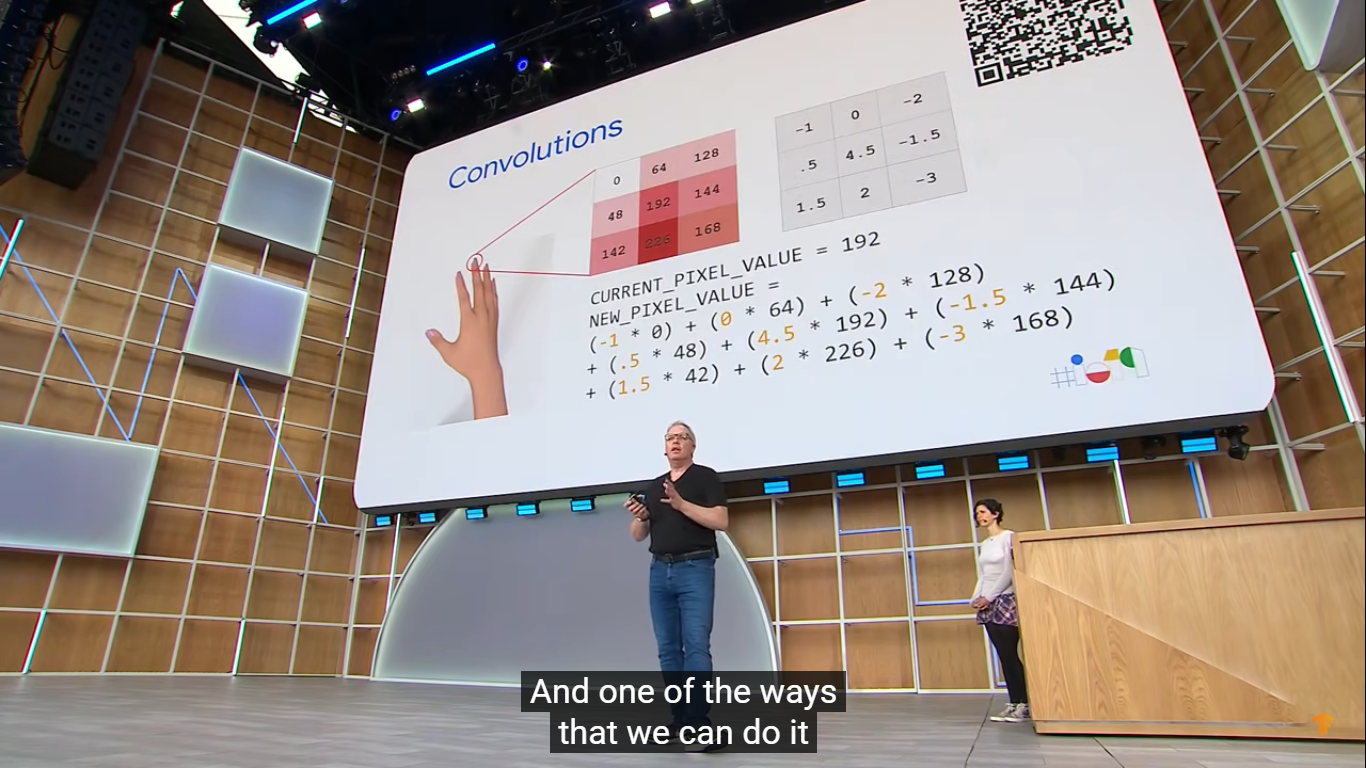 Convolutions
0 64 128
48 192 144
142 226 168
-1 0 -2
.5 4.5 -1.5
1.5 2 -3
CURRENT_PIXEL_VALUE = 192
NEW_PIXEL_VALUE =
(-1 * 0) + (0 * 64) + (-2 * 128)
+ (.5 * 48) + (4.5 * 192) + (-1.5 * 144)
+ (1.5 * 42) + (2 * 226) + (-3 * 168)
#io19
And one of the ways
that we can do it